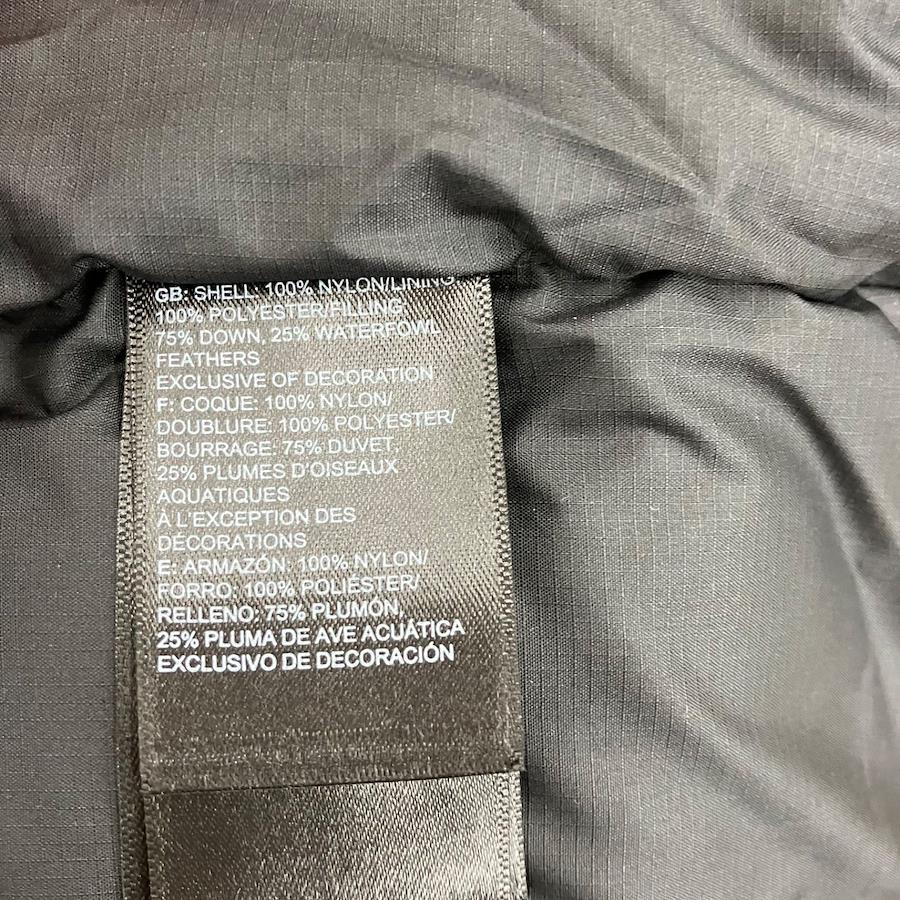 GB: SHELL: 100% NYLON/LINING:
100% POLYESTER/FILLING:
75% DOWN, 25% WATERFOWL
FEATHERS
EXCLUSIVE OF DECORATION
F: COQUE: 100% NYLON/
DOUBLURE: 100% POLYESTER/
BOURRAGE: 75% DUVET,
25% PLUMES D'OISEAUX
AQUATIQUES
À L'EXCEPTION DES
DÉCORATIONS
E: ARMAZÓN: 100% NYLON/
FORRO: 100% POLIÉSTER/
RELLENO: 75% PLUMÓN,
25% PLUMA DE AVE ACUÁTICA
EXCLUSIVO DE DECORACIÓN